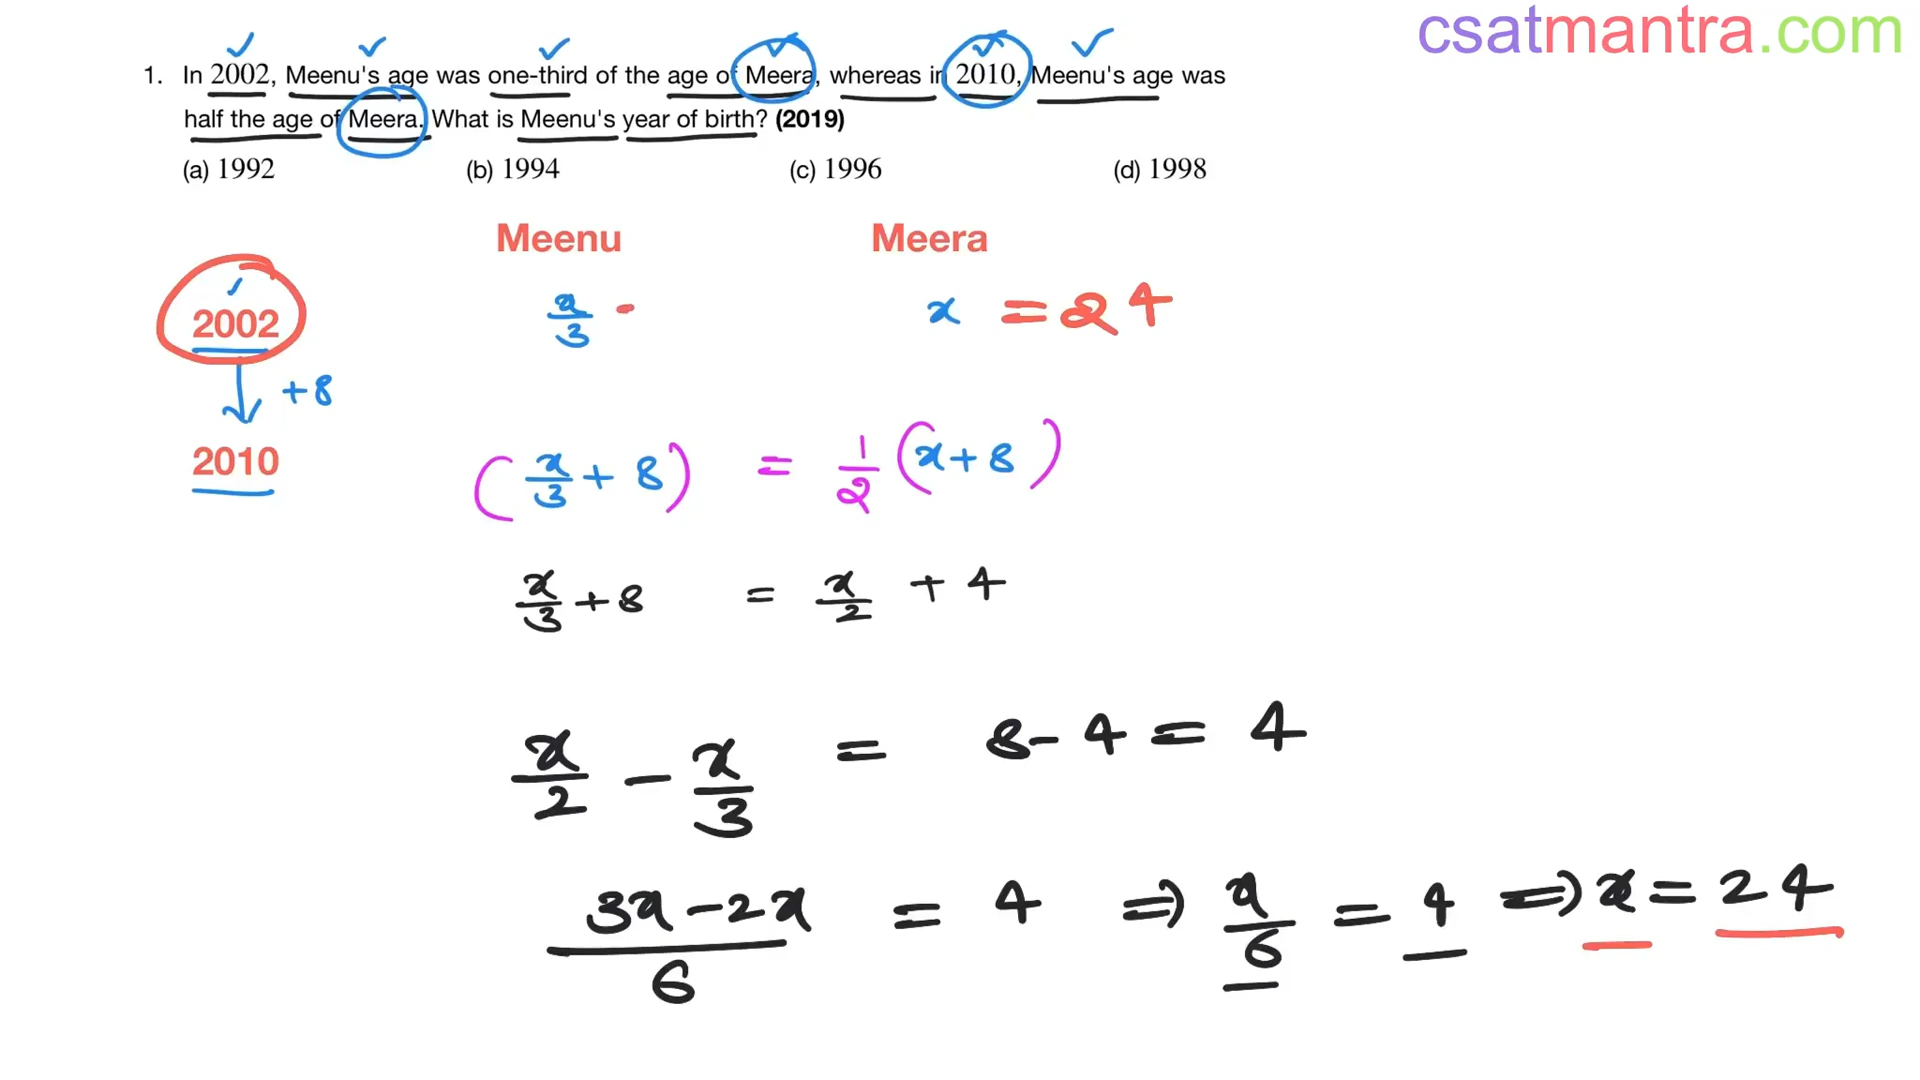 csatmantra.com
1. In 2002, Meenu's age was one-third of the age of Meera, whereas in 2010, Meenu's age was
half the age of Meera. What is Meenu's year of birth? (2019)
(a) 1992 (b) 1994 (c) 1996 (d) 1998
Meenu Meera
2002 x/3 x = 24
+8
2010 (x/3 + 8) = 1/2 (x+8)
x/3 + 8 = x/2 + 4
x/2 - x/3 = 8-4 = 4
3x-2x/6 = 4 ⇒ x/6 = 4 ⇒ x = 24